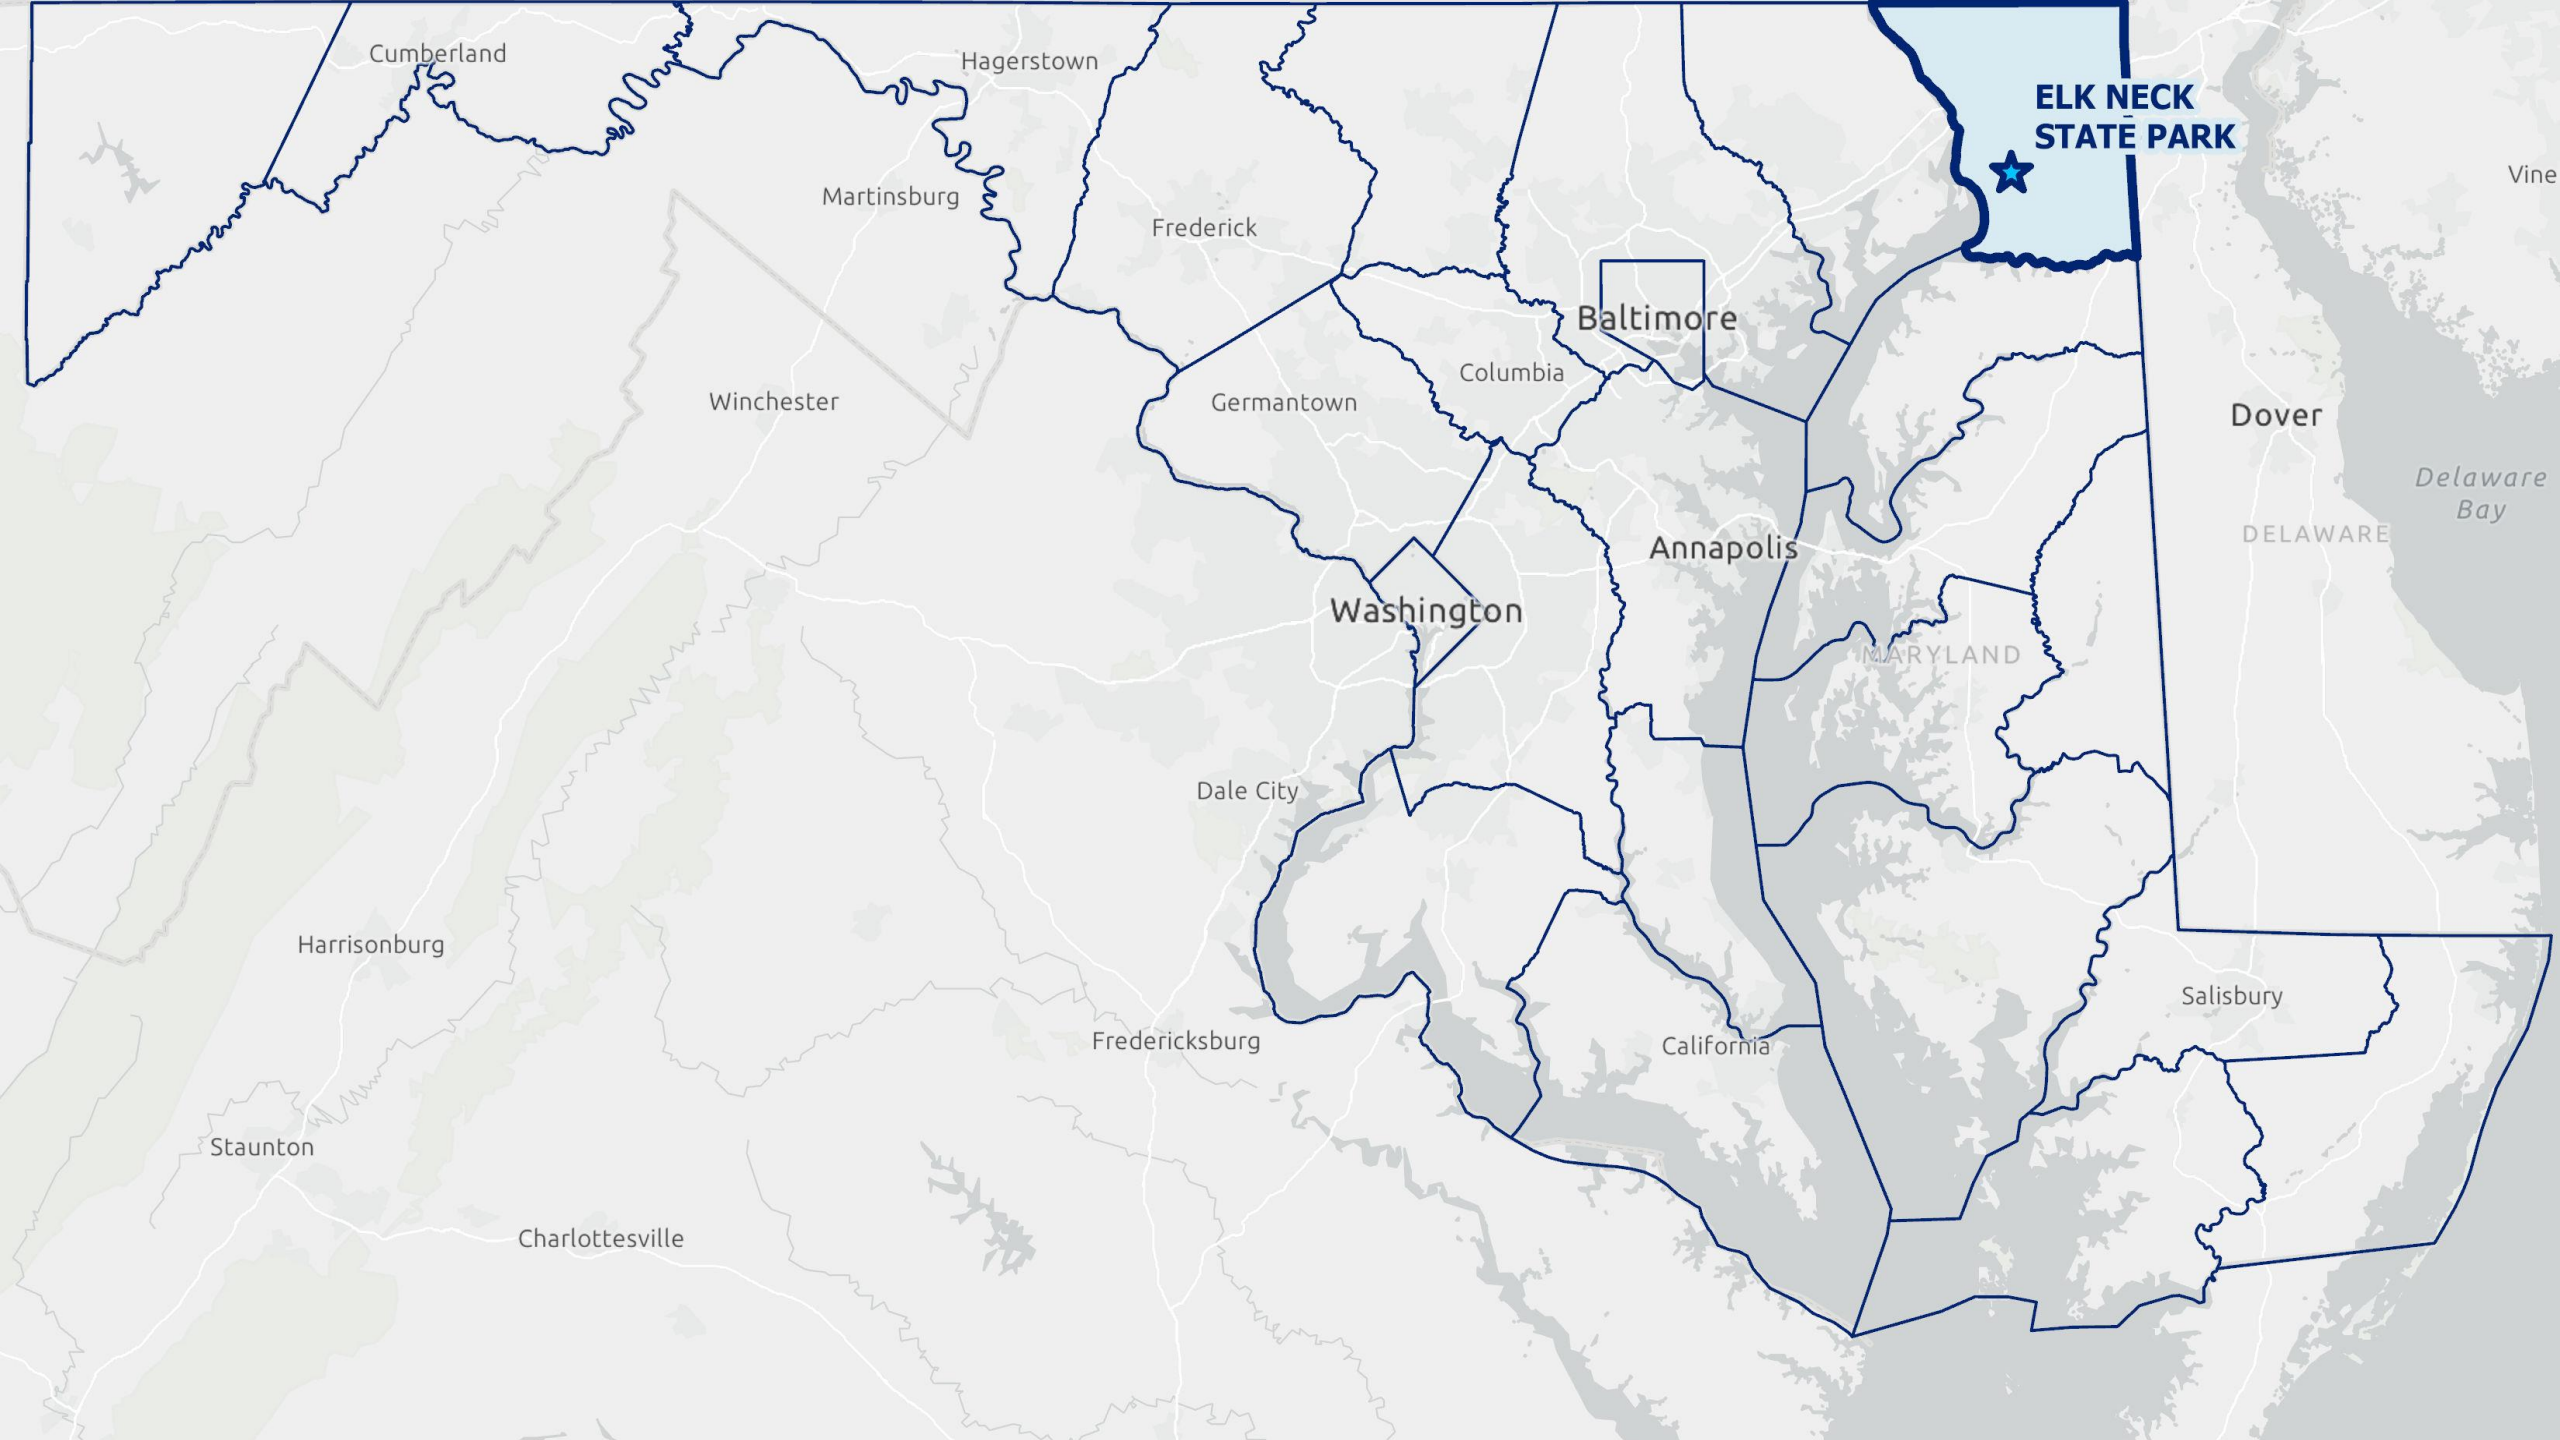 Cumberland
Hagerstown
ELK NECK
STATE PARK
Vine
Martinsburg
Frederick
Baltimore
Columbia
Winchester
Germantown
Dover
Delaware
Bay
DELAWARE
Annapolis
Washington
MARYLAND
Dale City
Harrisonburg
Salisbury
Fredericksburg
California
Staunton
Charlottesville